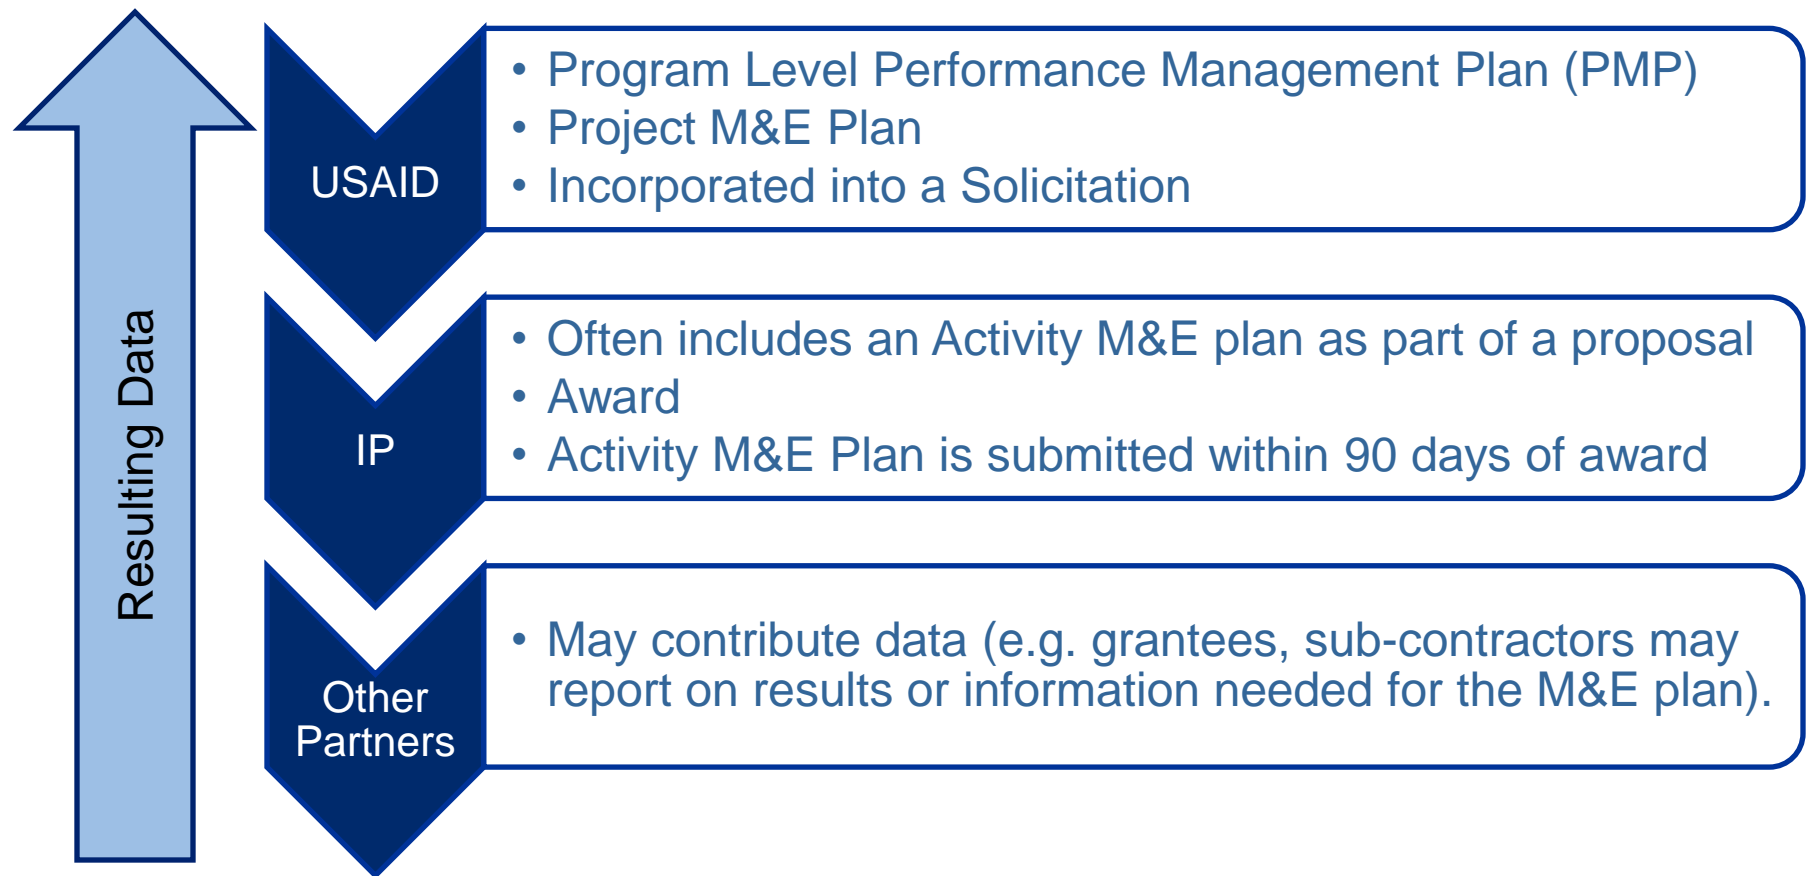 Resulting Data
USAID
• Program Level Performance Management Plan (PMP)
• Project M&E Plan
• Incorporated into a Solicitation
IP
• Often includes an Activity M&E plan as part of a proposal
• Award
• Activity M&E Plan is submitted within 90 days of award
Other
Partners
• May contribute data (e.g. grantees, sub-contractors may
report on results or information needed for the M&E plan).